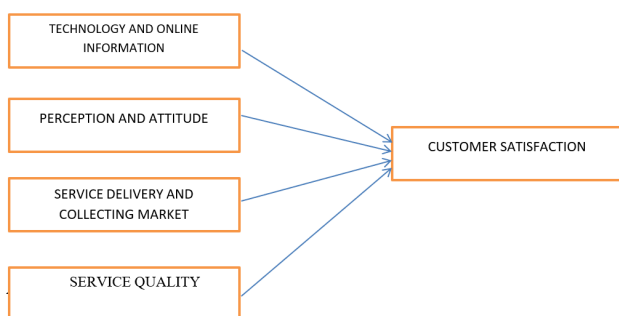 TECHNOLOGY AND ONLINE
INFORMATION
PERCEPTION AND ATTITUDE
CUSTOMER SATISFACTION
SERVICE DELIVERY AND
COLLECTING MARKET
SERVICE QUALITY